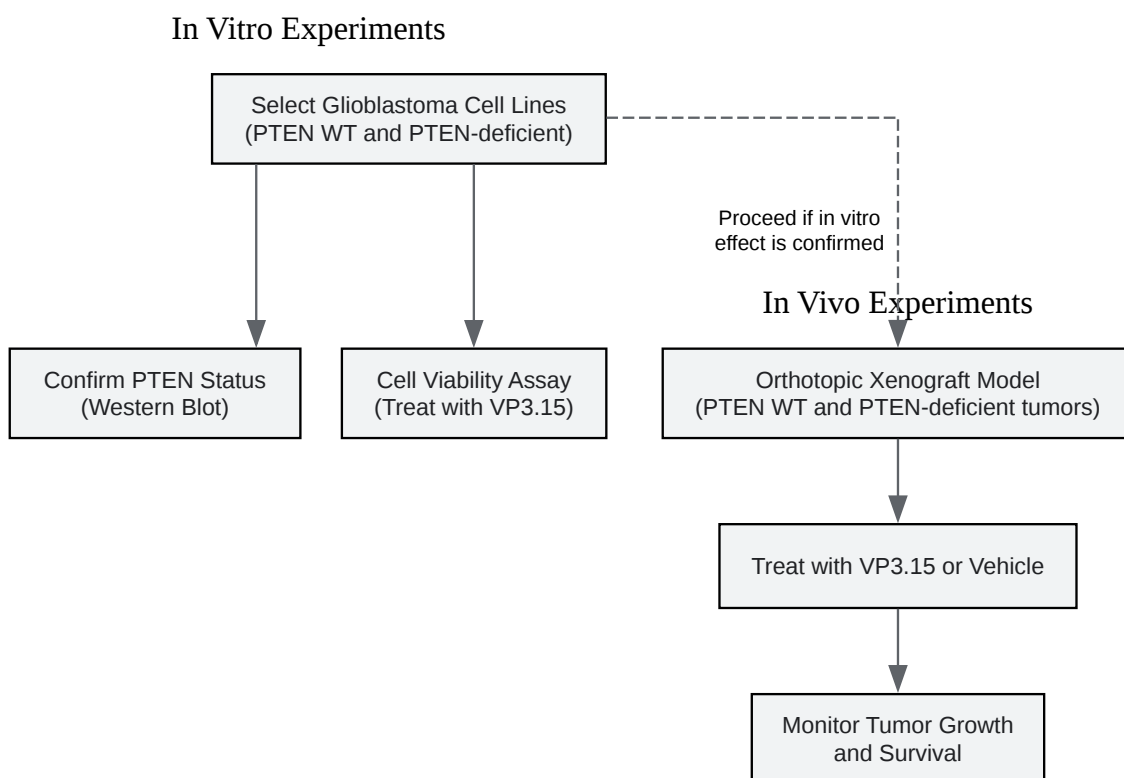 In Vitro Experiments
Select Glioblastoma Cell Lines
(PTEN WT and PTEN-deficient)
Proceed if in vitro
effect is confirmed
In Vivo Experiments
Confirm PTEN Status
(Western Blot)
Cell Viability Assay
(Treat with VP3.15)
Orthotopic Xenograft Model
(PTEN WT and PTEN-deficient tumors)
Treat with VP3.15 or Vehicle
Monitor Tumor Growth
and Survival